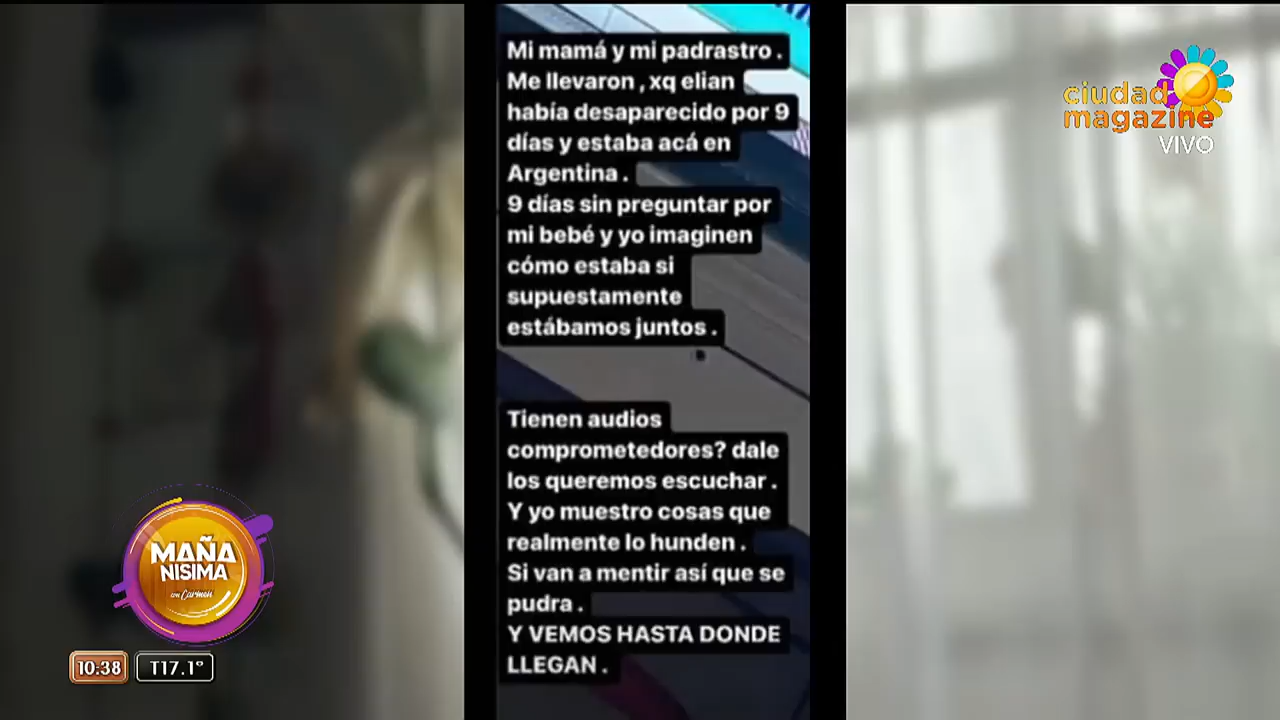 Mi mamá y mi padrastro .
Me llevaron , xq elian
había desaparecido por 9
días y estaba acá en
Argentina .
9 días sin preguntar por
mi bebé y yo imaginen
cómo estaba si
supuestamente
estábamos juntos .
Tienen audios
comprometedores? dale
los queremos escuchar .
Y yo muestro cosas que
realmente lo hunden .
Si van a mentir así que se
pudra .
Y VEMOS HASTA DONDE
LLEGAN .
ciudad
magazine
VIVO
MAÑA
NISIMA
con Carmen
10:38
T17.1°